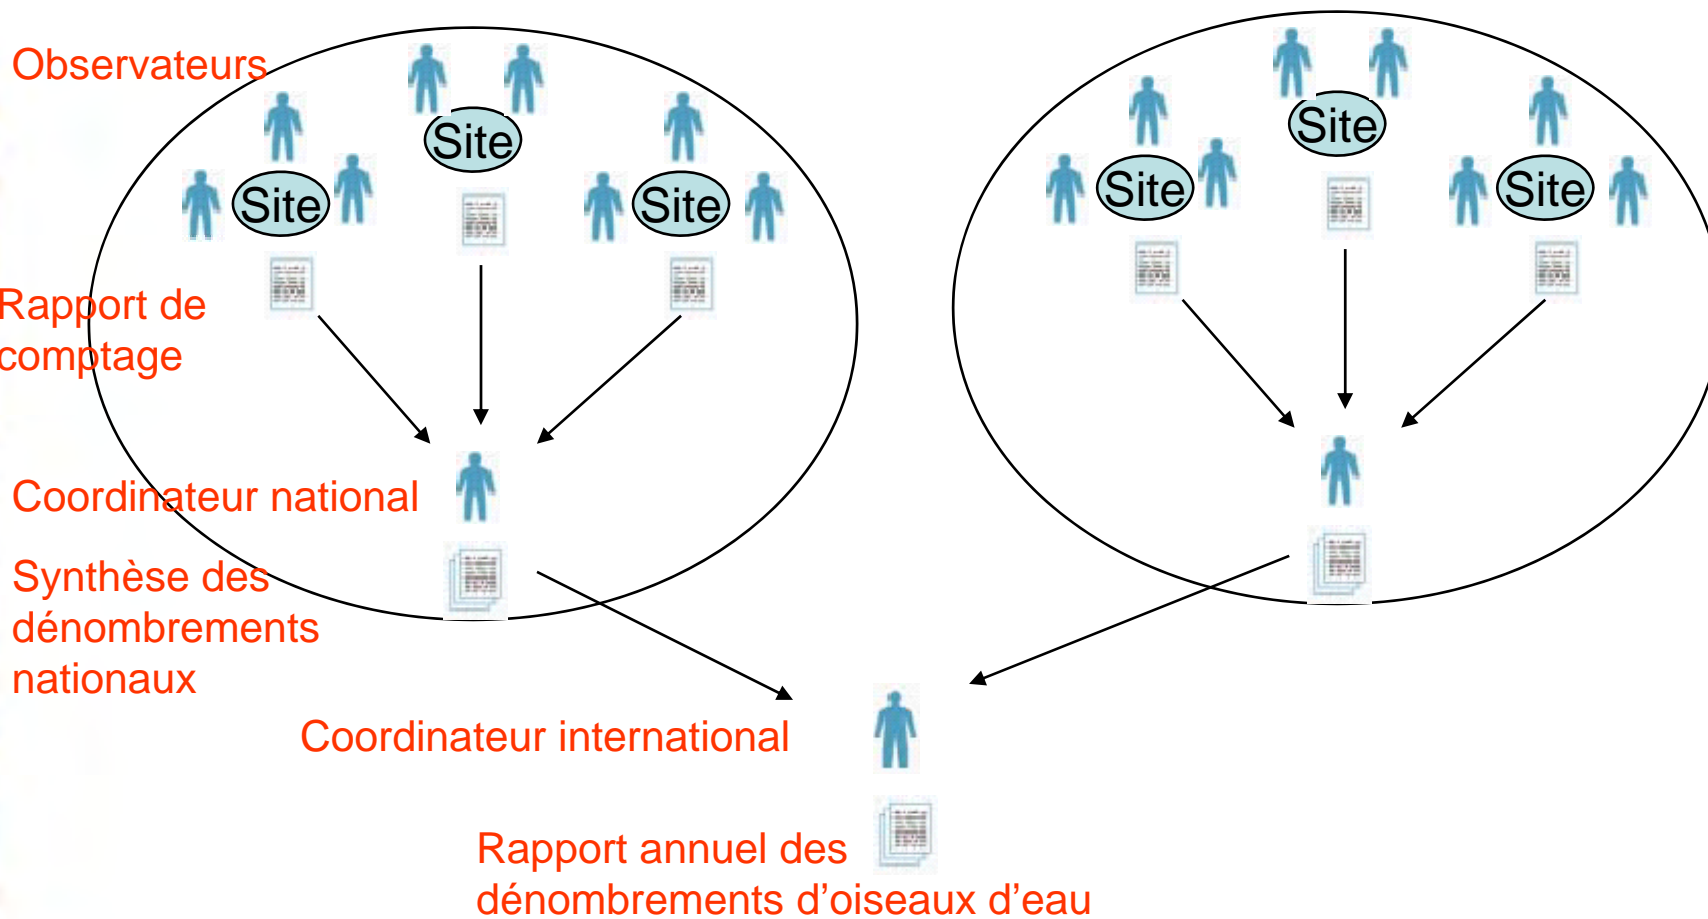 Observateurs
Site
Site
Site
Site
Site
Site
Rapport de
comptage
Coordinateur national
Synthèse des
dénombrements
nationaux
Coordinateur international
Rapport annuel des
dénombrements d’oiseaux d’eau